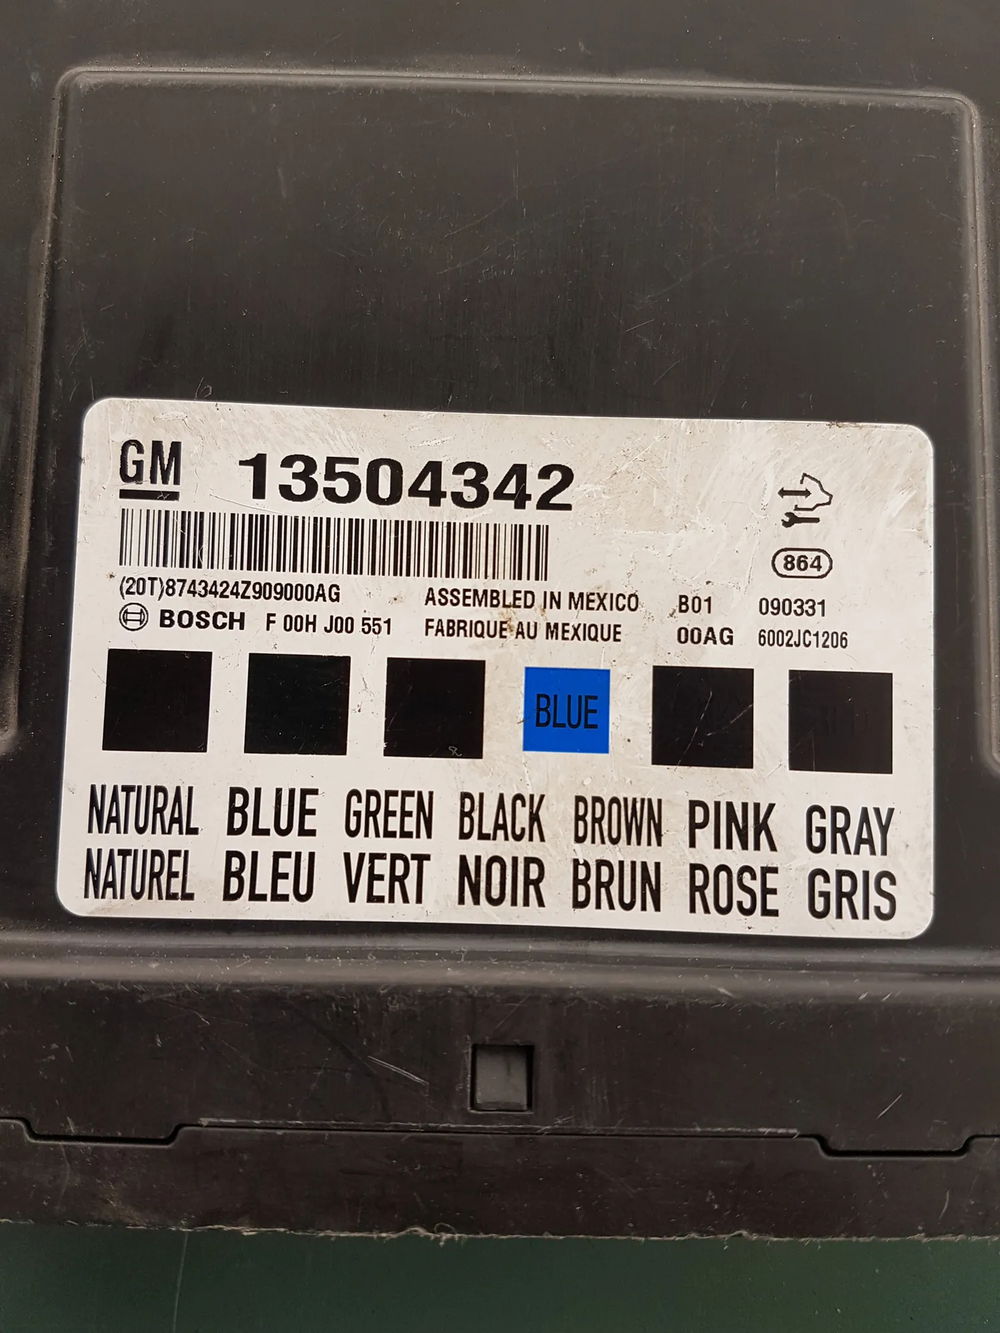 GM 13504342
864
(20T)8743424Z909000AG ASSEMBLED IN MEXICO B01 090331
BOSCH F 00H J00 551 FABRIQUE AU MEXIQUE 00AG 6002JC1206
BLUE
NATURAL BLUE GREEN BLACK BROWN PINK GRAY
NATUREL BLEU VERT NOIR BRUN ROSE GRIS